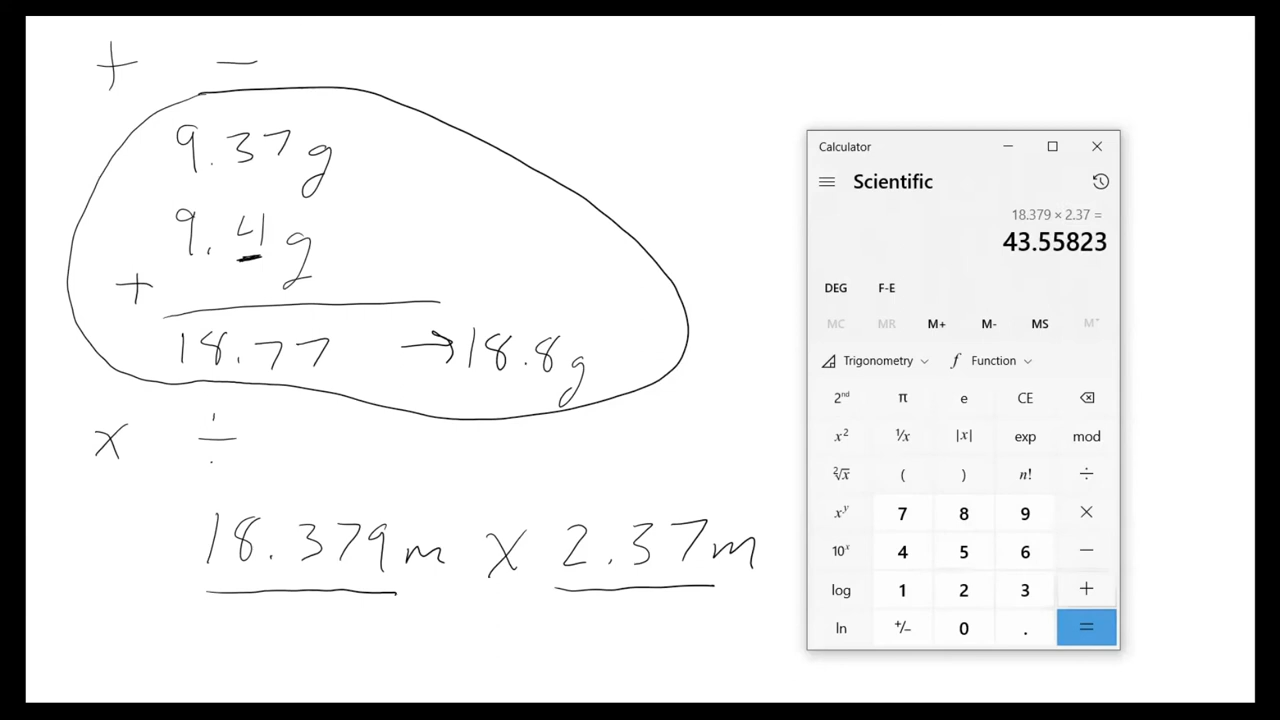 + −
9.37g
9.4g
+
18.77 → 18.8g
x ÷
18.379m x 2.37m
Calculator
Scientific
18.379 × 2.37 =
43.55823
DEG F-E
MC MR M+ M- MS M˅
Trigonometry f Function
2ⁿᵈ π e CE
x² ¹/x |x| exp mod
²√x ( ) n! ÷
xʸ 7 8 9 ×
10ˣ 4 5 6 −
log 1 2 3 +
ln +/− 0 . =